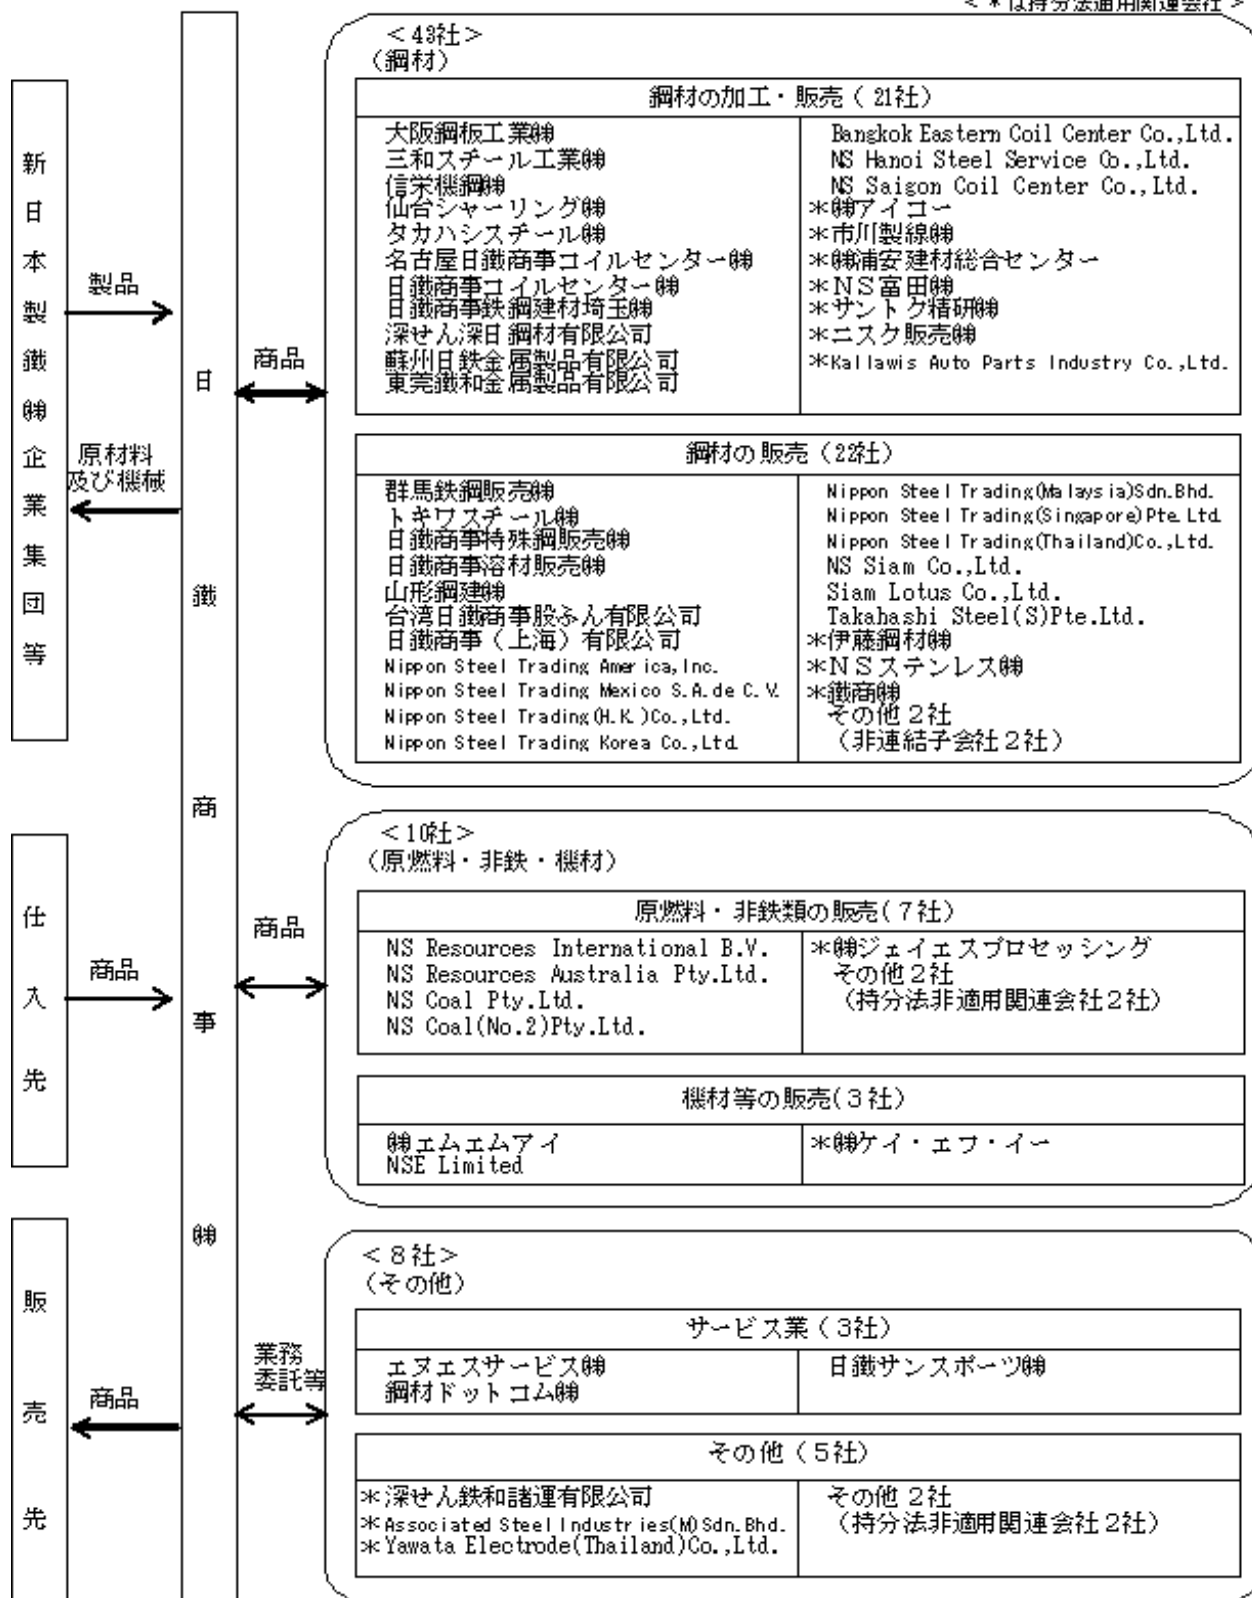 ＜＊は持分法適用関連会社＞
新日本製鐵㈱企業集団等
製品
原材料
及び機械
仕入先
商品
販売先
商品
日鐵商事㈱
商品
商品
業務
委託等
＜43社＞
（鋼材）
鋼材の加工・販売（21社）
大阪鋼板工業㈱
三和スチール工業㈱
信栄機鋼㈱
仙台シャーリング㈱
タカハシスチール㈱
名古屋日鐵商事コイルセンター㈱
日鐵商事コイルセンター㈱
日鐵商事鉄鋼建材埼玉㈱
深せん深日鋼材有限公司
蘇州日鉄金属製品有限公司
東莞鐵和金属製品有限公司
Bangkok Eastern Coil Center Co.,Ltd.
NS Hanoi Steel Service Co.,Ltd.
NS Saigon Coil Center Co.,Ltd.
＊㈱アイコー
＊市川製線㈱
＊㈱浦安建材総合センター
＊ＮＳ富田㈱
＊サントク精研㈱
＊ニスク販売㈱
＊Kallawis Auto Parts Industry Co.,Ltd.
鋼材の販売（22社）
群馬鉄鋼販売㈱
トキワスチール㈱
日鐵商事特殊鋼販売㈱
日鐵商事溶材販売㈱
山形鋼建㈱
台湾日鐵商事股ふん有限公司
日鐵商事（上海）有限公司
Nippon Steel Trading America,Inc.
Nippon Steel Trading Mexico S.A.de C.V.
Nippon Steel Trading(H.K.)Co.,Ltd.
Nippon Steel Trading Korea Co.,Ltd
Nippon Steel Trading(Malaysia)Sdn.Bhd.
Nippon Steel Trading(Singapore)Pte.Ltd.
Nippon Steel Trading(Thailand)Co.,Ltd.
NS Siam Co.,Ltd.
Siam Lotus Co.,Ltd.
Takahashi Steel(S)Pte.Ltd.
＊伊藤鋼材㈱
＊ＮＳステンレス㈱
＊鐵商㈱
その他２社
（非連結子会社２社）
＜10社＞
（原燃料・非鉄・機材）
原燃料・非鉄類の販売（７社）
NS Resources International B.V.
NS Resources Australia Pty.Ltd.
NS Coal Pty.Ltd.
NS Coal(No.2)Pty.Ltd.
＊㈱ジェイエスプロセッシング
その他２社
（持分法非適用関連会社２社）
機材等の販売（３社）
㈱エムエムアイ
NSE Limited
＊㈱ケイ・エフ・イー
＜８社＞
（その他）
サービス業（３社）
エヌエスサービス㈱
鋼材ドットコム㈱
日鐵サンスポーツ㈱
その他（５社）
＊深せん鉄和諸運有限公司
＊Associated Steel Industries(M)Sdn.Bhd.
＊Yawata Electrode(Thailand)Co.,Ltd.
その他２社
（持分法非適用関連会社２社）